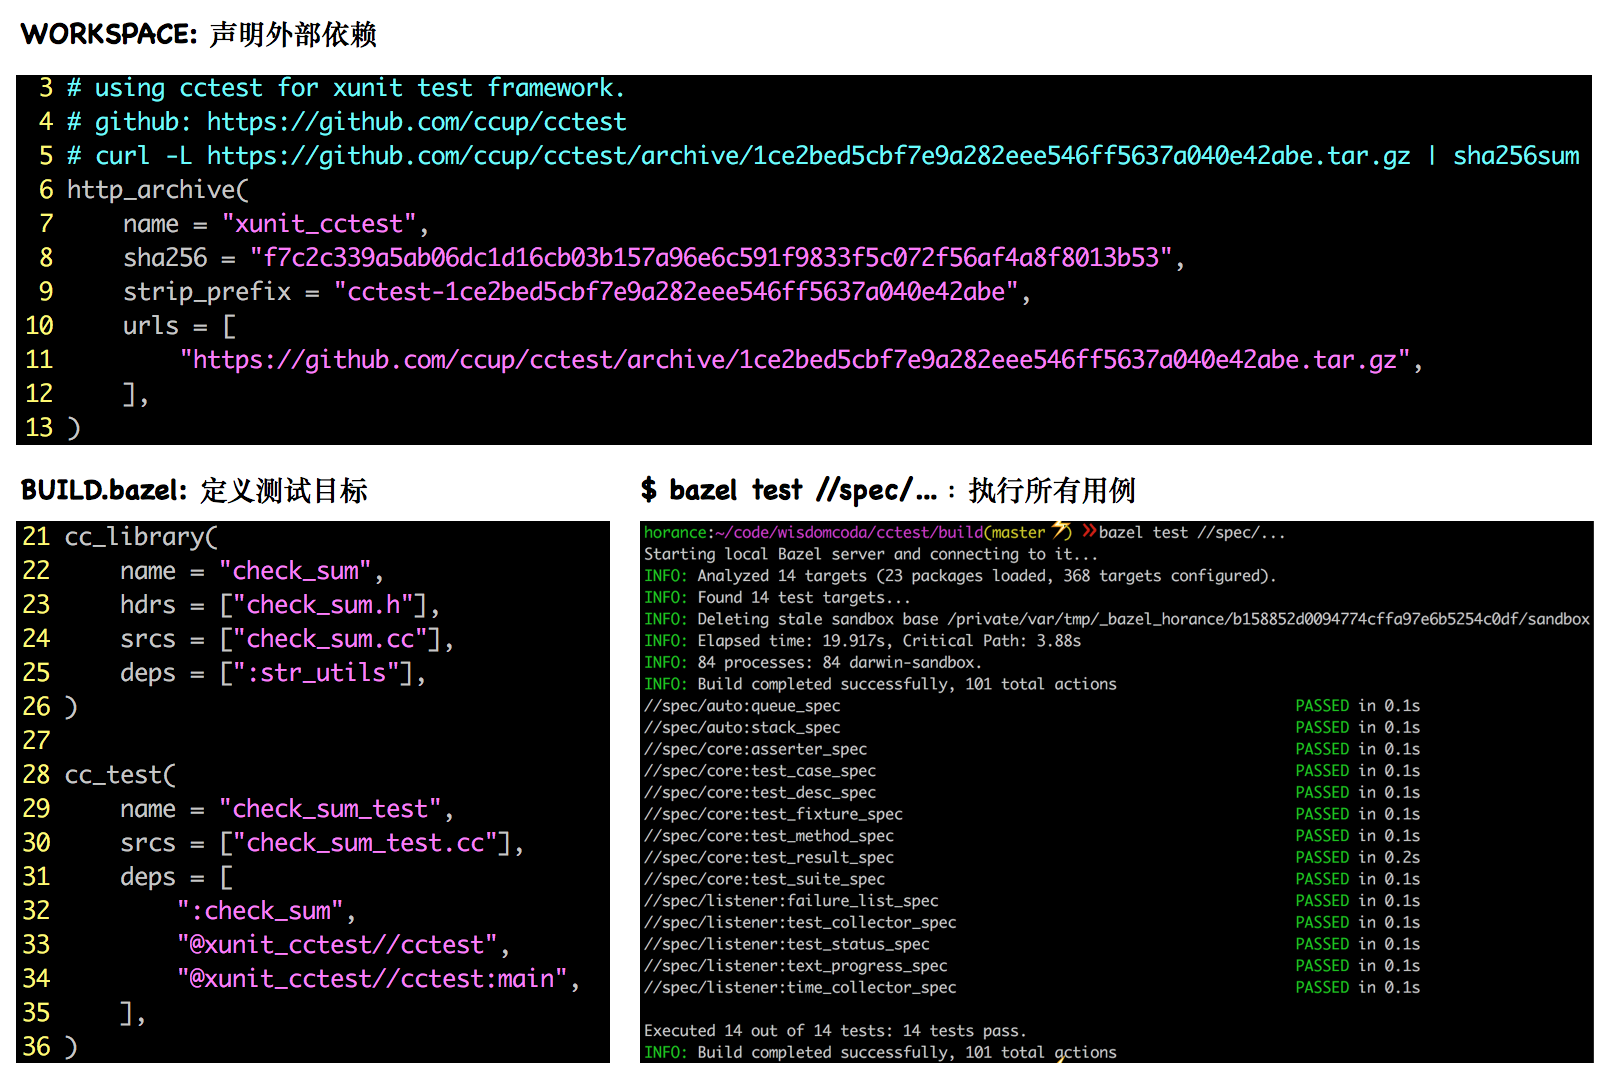 WORKSPACE: 声明外部依赖
3 # using cctest for xunit test framework.
4 # github: https://github.com/ccup/cctest
5 # curl -L https://github.com/ccup/cctest/archive/1ce2bed5cbf7e9a282eee546ff5637a040e42abe.tar.gz | sha256sum
6 http_archive(
7     name = "xunit_cctest",
8     sha256 = "f7c2c339a5ab06dc1d16cb03b157a96e6c591f9833f5c072f56af4a8f8013b53",
9     strip_prefix = "cctest-1ce2bed5cbf7e9a282eee546ff5637a040e42abe",
10     urls = [
11         "https://github.com/ccup/cctest/archive/1ce2bed5cbf7e9a282eee546ff5637a040e42abe.tar.gz",
12     ],
13 )
BUILD.bazel: 定义测试目标
21 cc_library(
22     name = "check_sum",
23     hdrs = ["check_sum.h"],
24     srcs = ["check_sum.cc"],
25     deps = [":str_utils"],
26 )
27
28 cc_test(
29     name = "check_sum_test",
30     srcs = ["check_sum_test.cc"],
31     deps = [
32         ":check_sum",
33         "@xunit_cctest//cctest",
34         "@xunit_cctest//cctest:main",
35     ],
36 )
$ bazel test //spec/... : 执行所有用例
horance:~/code/wisdomcoda/cctest/build(master⚡) »bazel test //spec/...
Starting local Bazel server and connecting to it...
INFO: Analyzed 14 targets (23 packages loaded, 368 targets configured).
INFO: Found 14 test targets...
INFO: Deleting stale sandbox base /private/var/tmp/_bazel_horance/b158852d0094774cffa97e6b5254c0df/sandbox
INFO: Elapsed time: 19.917s, Critical Path: 3.88s
INFO: 84 processes: 84 darwin-sandbox.
INFO: Build completed successfully, 101 total actions
//spec/auto:queue_spec PASSED in 0.1s
//spec/auto:stack_spec PASSED in 0.1s
//spec/core:asserter_spec PASSED in 0.1s
//spec/core:test_case_spec PASSED in 0.1s
//spec/core:test_desc_spec PASSED in 0.1s
//spec/core:test_fixture_spec PASSED in 0.1s
//spec/core:test_method_spec PASSED in 0.1s
//spec/core:test_result_spec PASSED in 0.2s
//spec/core:test_suite_spec PASSED in 0.1s
//spec/listener:failure_list_spec PASSED in 0.1s
//spec/listener:test_collector_spec PASSED in 0.1s
//spec/listener:test_status_spec PASSED in 0.1s
//spec/listener:text_progress_spec PASSED in 0.1s
//spec/listener:time_collector_spec PASSED in 0.1s
Executed 14 out of 14 tests: 14 tests pass.
INFO: Build completed successfully, 101 total actions